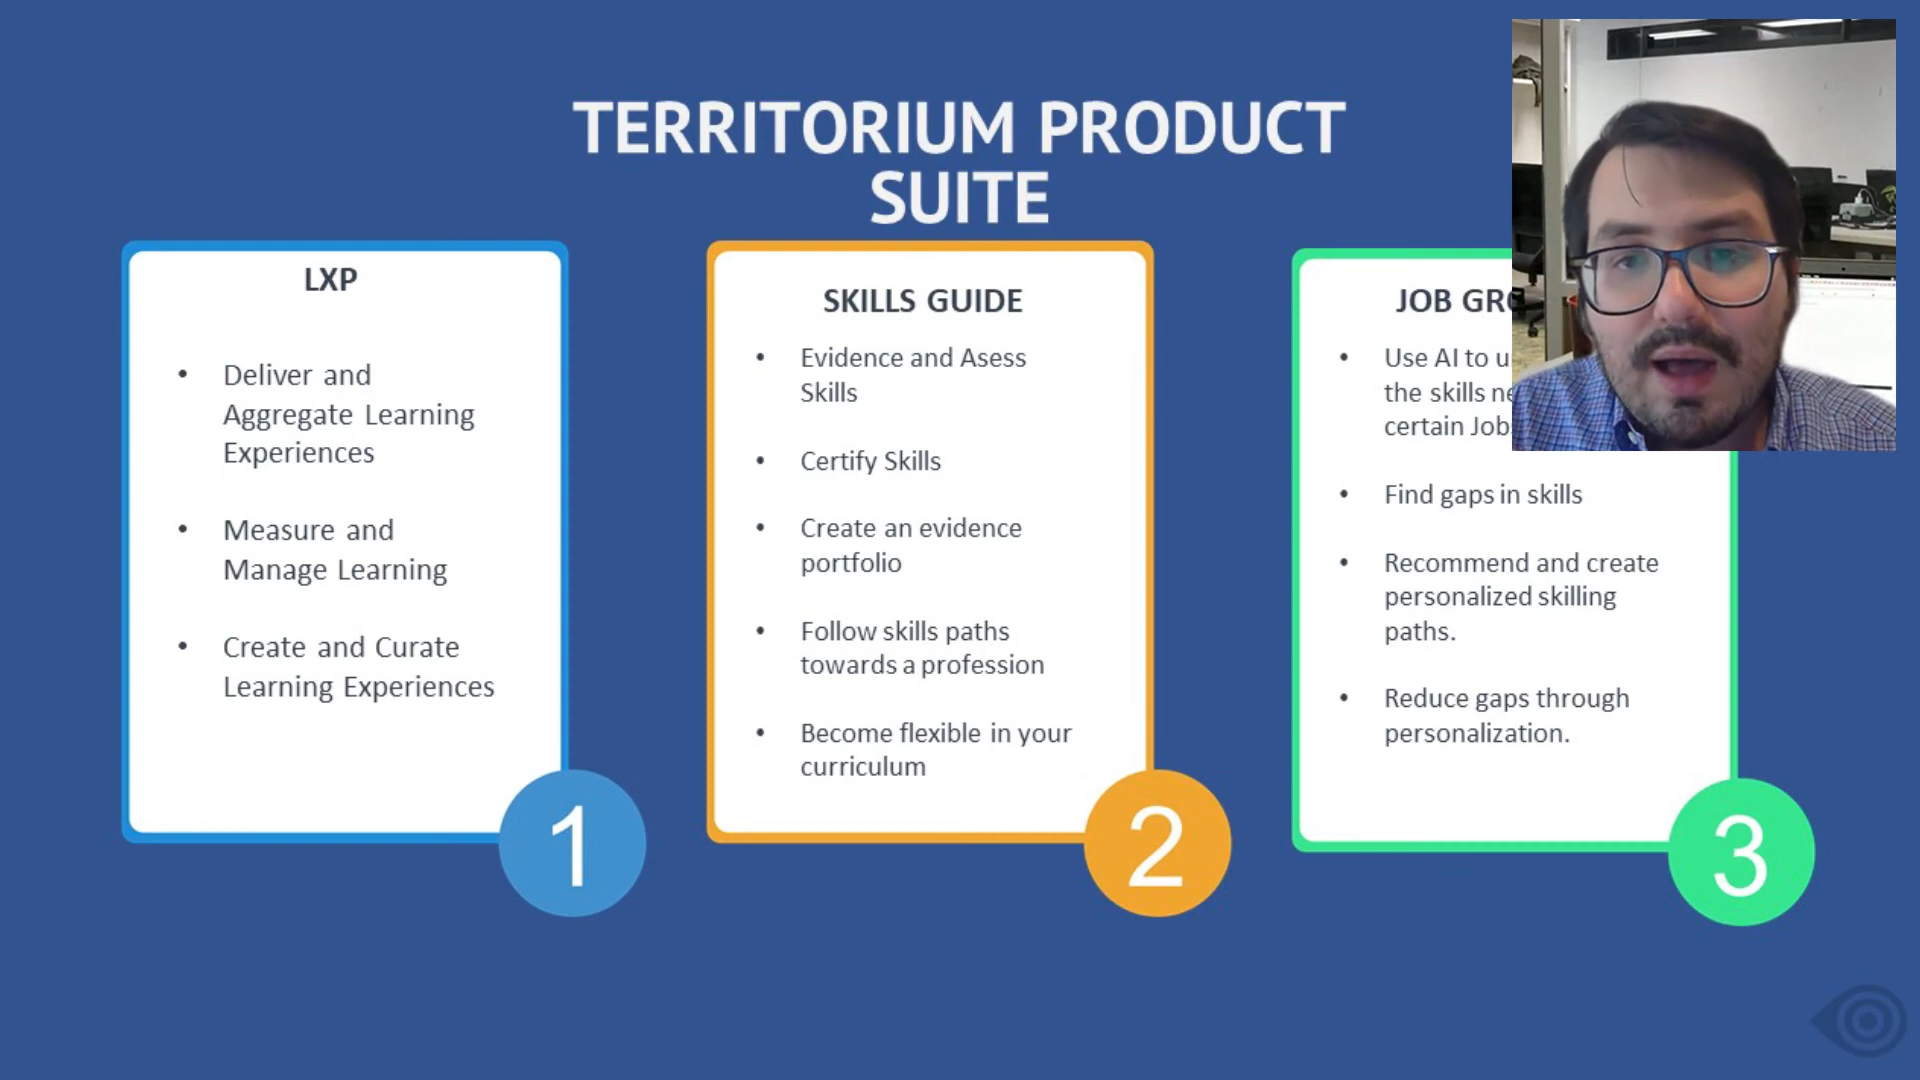 TERRITORIUM PRODUCT
SUITE
LXP
• Deliver and
Aggregate Learning
Experiences
• Measure and
Manage Learning
• Create and Curate
Learning Experiences
1
SKILLS GUIDE
• Evidence and Asess
Skills
• Certify Skills
• Create an evidence
portfolio
• Follow skills paths
towards a profession
• Become flexible in your
curriculum
2
JOB
• Use AI to
the skills
certain
• Find gaps in skills
• Recommend and create
personalized skilling
paths.
• Reduce gaps through
personalization.
3